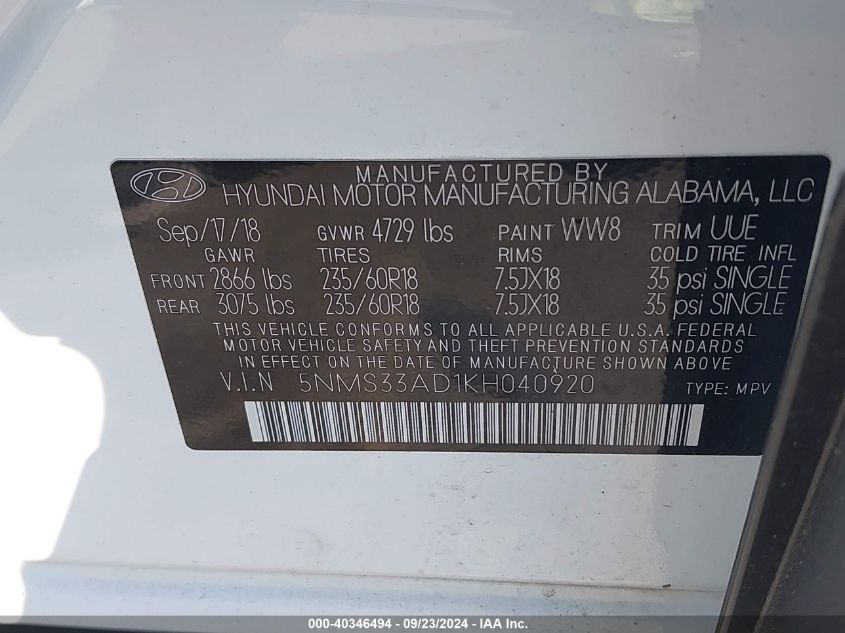 MANUFACTURED BY
HYUNDAI MOTOR MANUFACTURING ALABAMA, LLC
Sep/17/18 GVWR 4729 lbs PAINT WW8 TRIM UUE
GAWR TIRES RIMS COLD TIRE INFL
FRONT 2866 lbs 235/60R18 7.5JX18 35 psi SINGLE
REAR 3075 lbs 235/60R18 7.5JX18 35 psi SINGLE
THIS VEHICLE CONFORMS TO ALL APPLICABLE U.S.A. FEDERAL
MOTOR VEHICLE SAFETY AND THEFT PREVENTION STANDARDS
IN EFFECT ON THE DATE OF MANUFACTURE SHOWN ABOVE
V.I.N 5NMS33AD1KH040920 TYPE: MPV
000-40346494 - 09/23/2024 - IAA Inc.